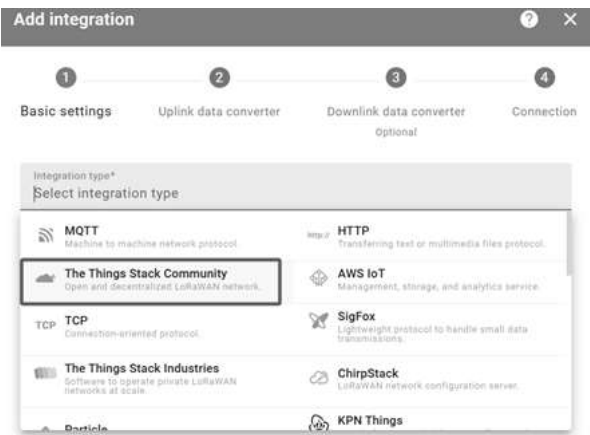 Add integration
?
1
2
3
4
Basic settings
Uplink data converter
Downlink data converter
Connection
Optional
Integration type*
Select integration type
MQTT
Machine to machine network protocol.
http://
HTTP
Transferring text or multimedia files protocol.
The Things Stack Community
Open and decentralized LoRaWAN network.
AWS IoT
Management, storage, and analytics service.
TCP
TCP
Connection-oriented protocol.
SigFox
Lightweight protocol to handle small data
transmissions.
The Things Stack Industries
Software to operate private LoRaWAN
networks at scale.
ChirpStack
LoRaWAN network configuration server.
Particle
KPN Things